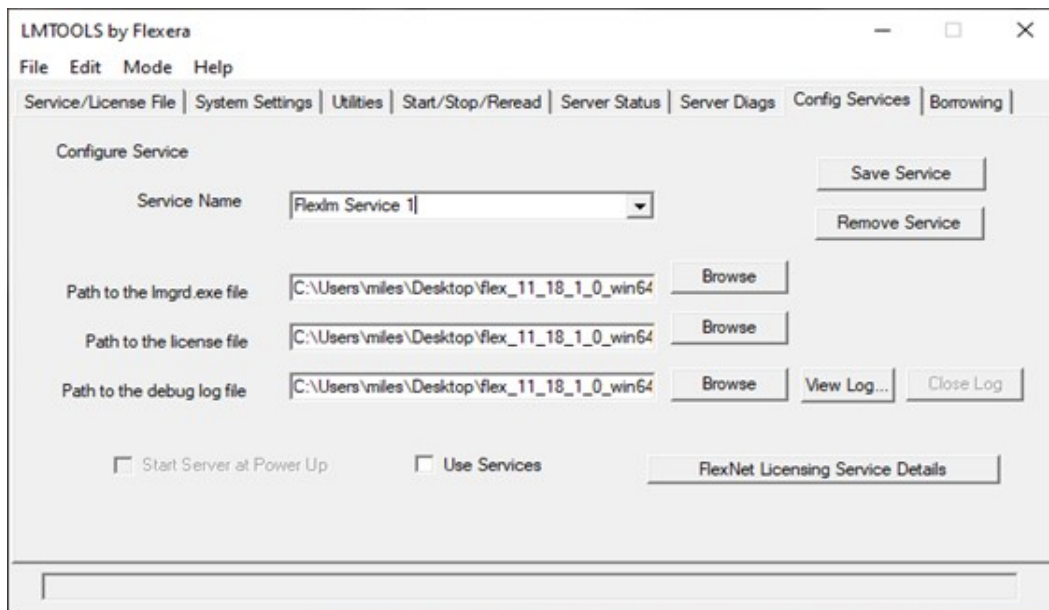 LMTOOLS by Flexera
File Edit Mode Help
Service/License File System Settings Utilities Start/Stop/Reread Server Status Server Diags Config Services Borrowing
Configure Service
Save Service
Service Name Flexlm Service 1
Remove Service
Path to the lmgrd.exe file C:\Users\miles\Desktop\flex_11_18_1_0_win64 Browse
Path to the license file C:\Users\miles\Desktop\flex_11_18_1_0_win64 Browse
Path to the debug log file C:\Users\miles\Desktop\flex_11_18_1_0_win64 Browse View Log... Close Log
Start Server at Power Up Use Services FlexNet Licensing Service Details